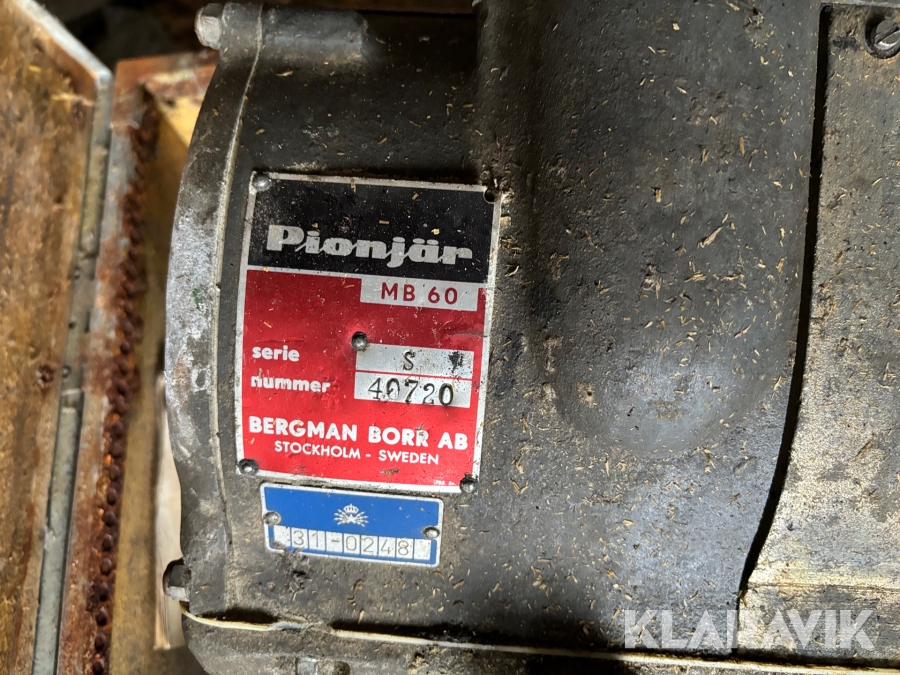 Pionjär
MB 60
serie S
nummer 40720
BERGMAN BORR AB
STOCKHOLM - SWEDEN
31-0248
KLARAVIK